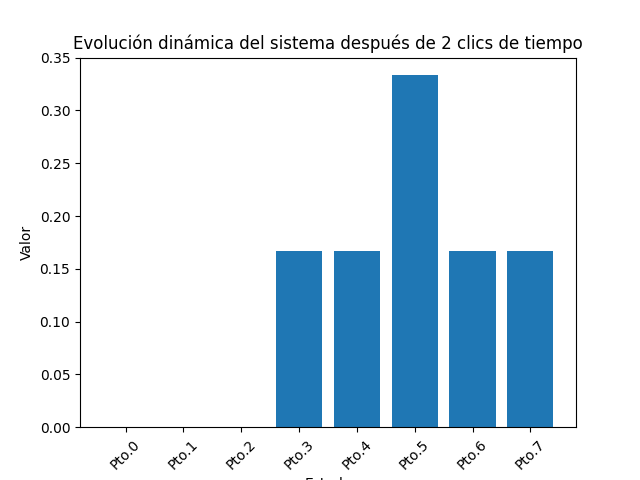 Evolución dinámica del sistema después de 2 clics de tiempo
Valor
0.35
0.30
0.25
0.20
0.15
0.10
0.05
0.00
Pto.0 Pto.1 Pto.2 Pto.3 Pto.4 Pto.5 Pto.6 Pto.7